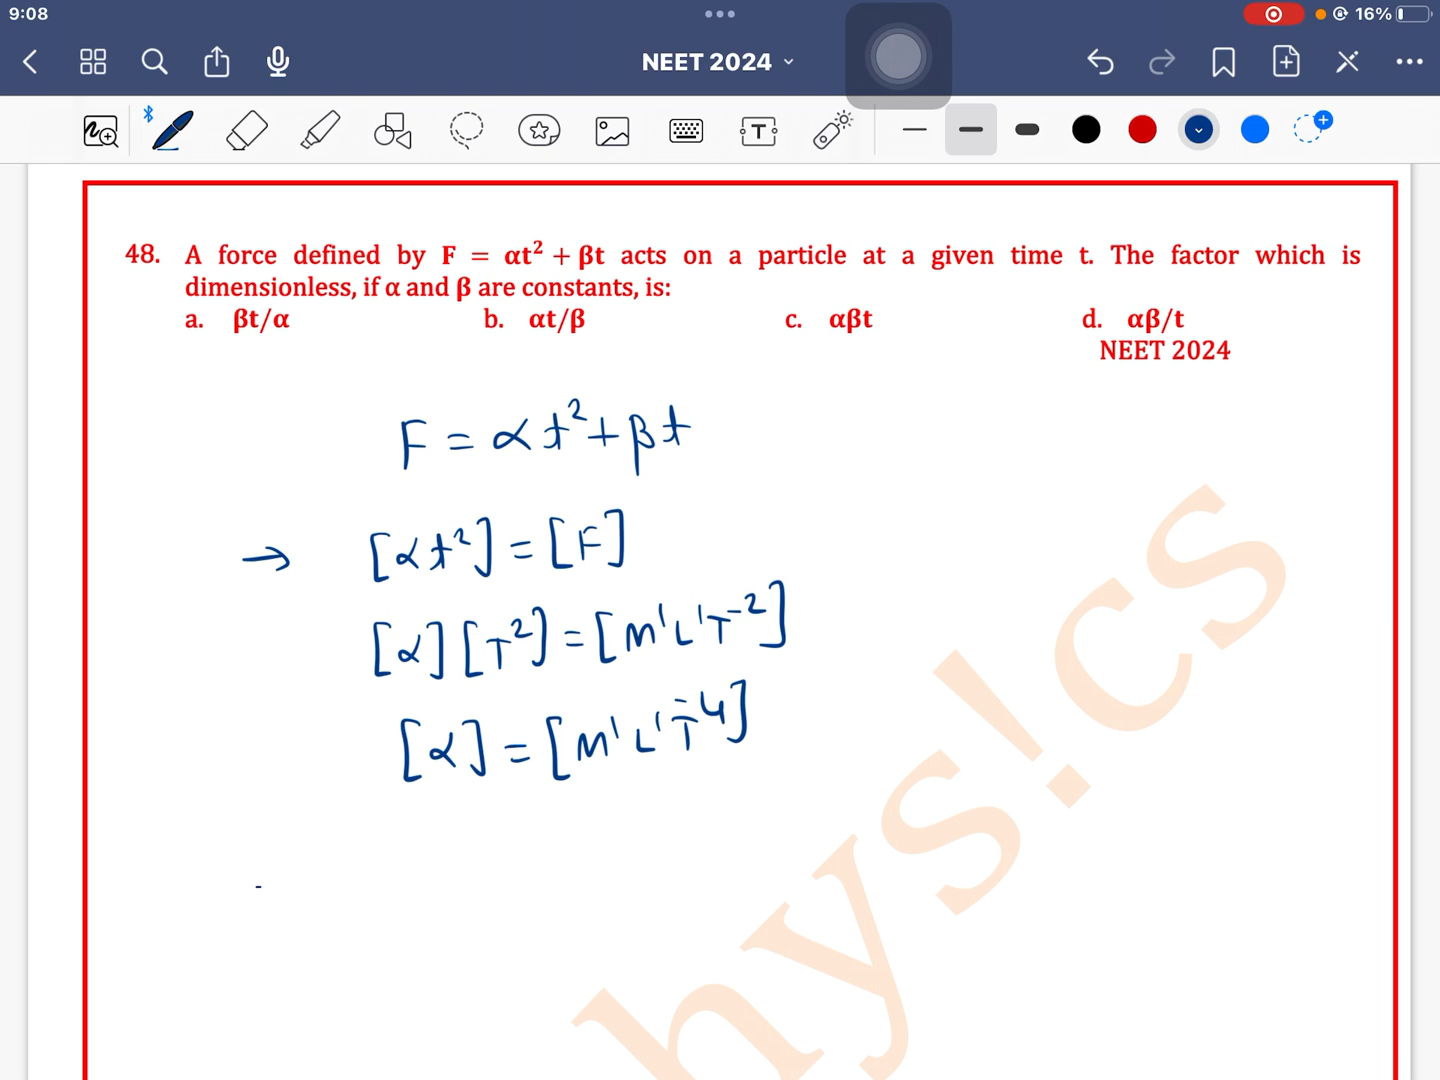 9:08
16%
NEET 2024
T
48. A force defined by F = αt² + βt acts on a particle at a given time t. The factor which is
dimensionless, if α and β are constants, is:
a. βt/α b. αt/β c. αβt d. αβ/t
NEET 2024
F = αt² + βt
→ [αt²] = [F]
[α] [T²] = [M¹L¹T⁻²]
[α] = [M¹L¹T⁻⁴]
hys!cs